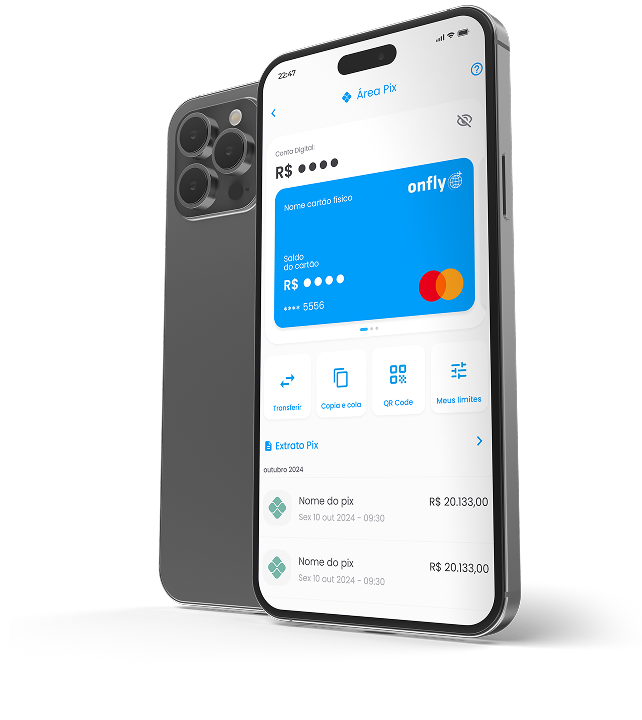 22:47
Área Pix
Conta Digital:
R$ ●●●●
onfly
Nome cartão físico
Saldo
do cartão
R$ ●●●●
**** 5556
Transferir
Copia e cola
QR Code
Meus limites
Extrato Pix
outubro 2024
Nome do pix
R$ 20.133,00
Sex 10 out 2024 - 09:30
Nome do pix
R$ 20.133,00
Sex 10 out 2024 - 09:30